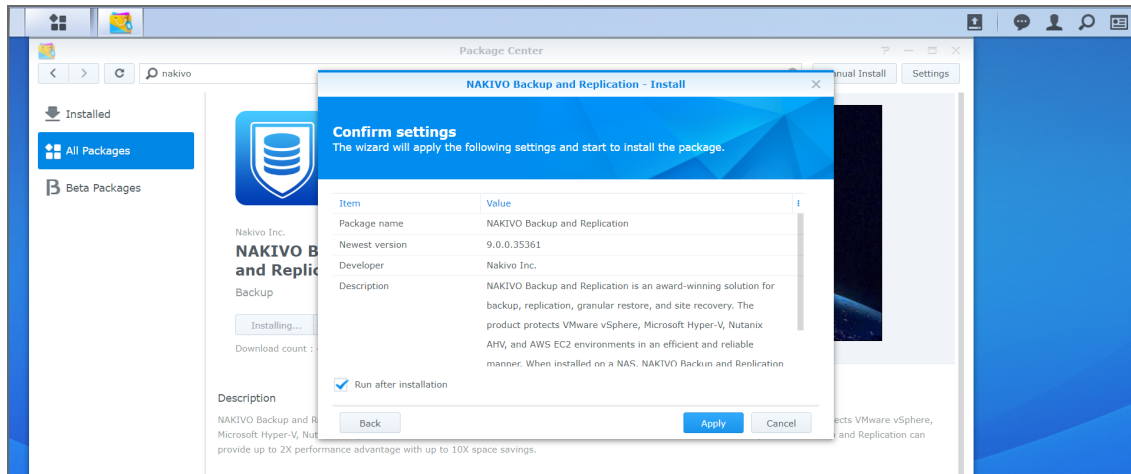 Package Center
nakivo
anual Install
Settings
NAKIVO Backup and Replication - Install
Installed
All Packages
Beta Packages
Confirm settings
The wizard will apply the following settings and start to install the package.
Item Value
Package name NAKIVO Backup and Replication
Newest version 9.0.0.35361
Developer Nakivo Inc.
Description NAKIVO Backup and Replication is an award-winning solution for
backup, replication, granular restore, and site recovery. The
product protects VMware vSphere, Microsoft Hyper-V, Nutanix
AHV, and AWS EC2 environments in an efficient and reliable
manner. When installed on a NAS, NAKIVO Backup and Replication
Run after installation
Back
Apply
Cancel
Nakivo Inc.
NAKIVO B
and Replic
Backup
Installing...
Download count :
Description
NAKIVO Backup and R
ects VMware vSphere,
Microsoft Hyper-V, Nut
and Replication can
provide up to 2X performance advantage with up to 10X space savings.